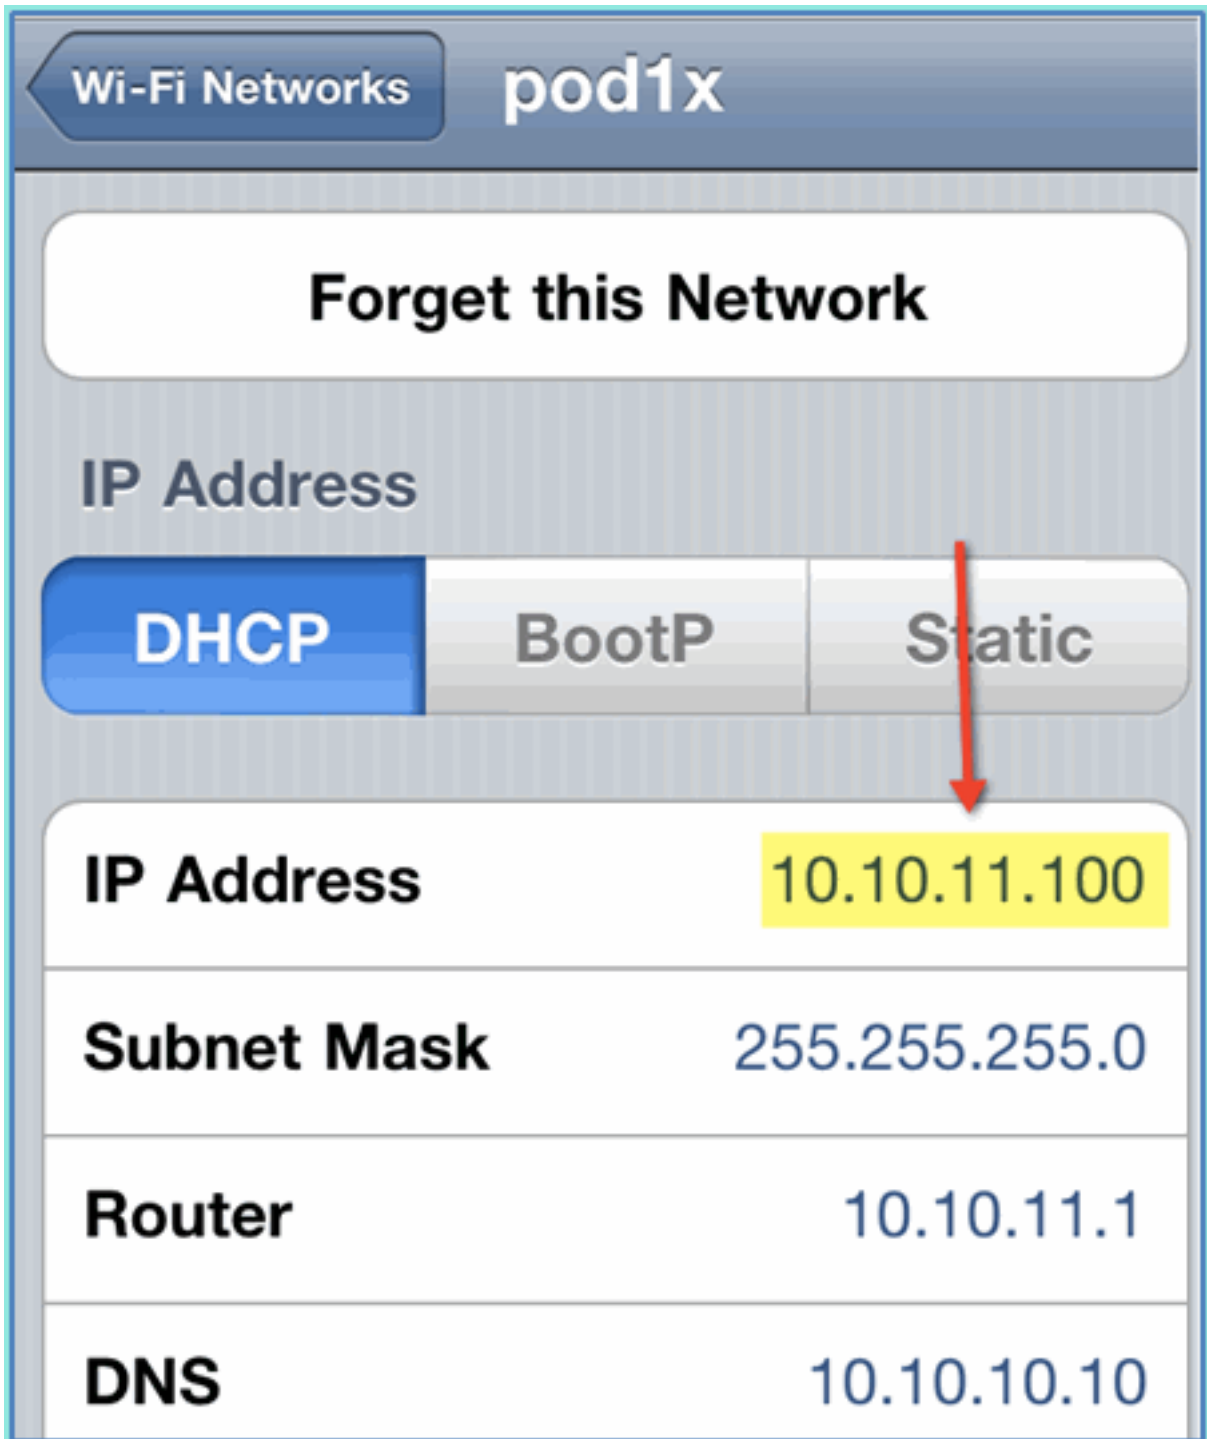 Wi-Fi Networks pod1x
Forget this Network
IP Address
DHCP BootP Static
IP Address 10.10.11.100
Subnet Mask 255.255.255.0
Router 10.10.11.1
DNS 10.10.10.10